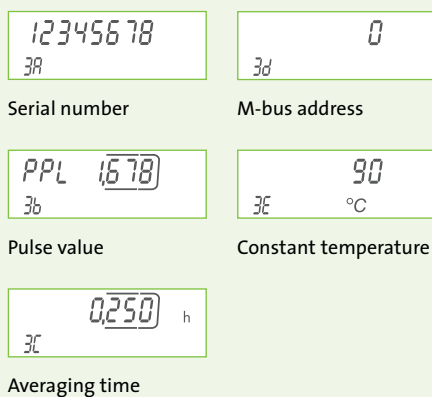 12345678
3A
Serial number
PPL 1,678
3b
Pulse value
0,250 h
3C
Averaging time
0
3d
M-bus address
90
3E °C
Constant temperature